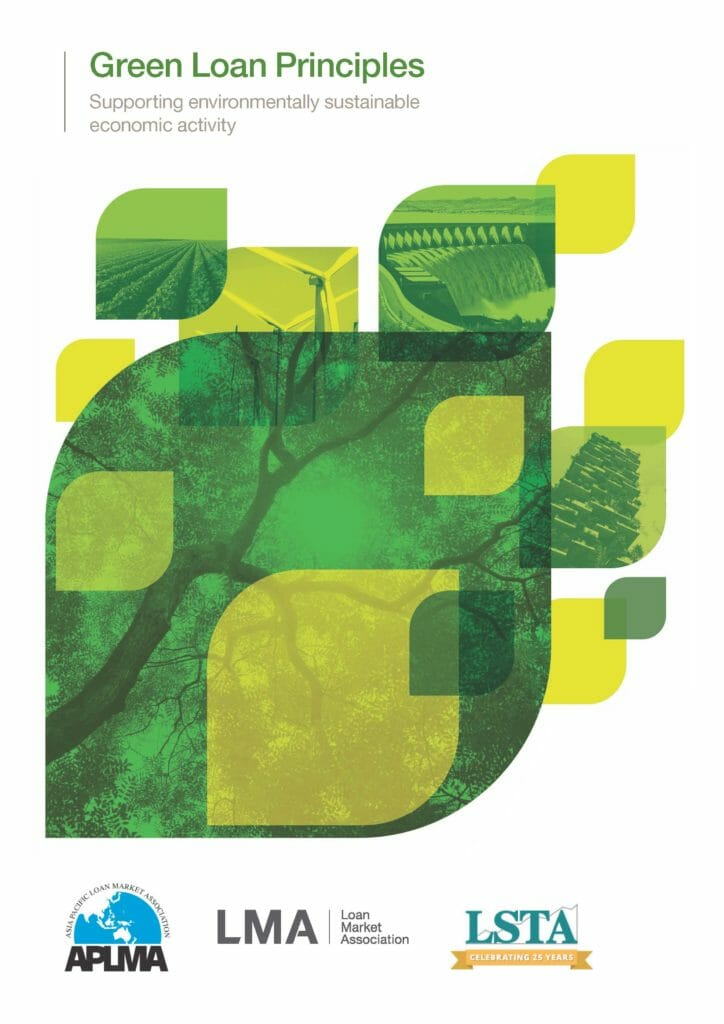 Green Loan Principles
Supporting environmentally sustainable
economic activity
ASIA PACIFIC LOAN MARKET ASSOCIATION
APLMA
LMA
Loan
Market
Association
LSTA
CELEBRATING 25 YEARS